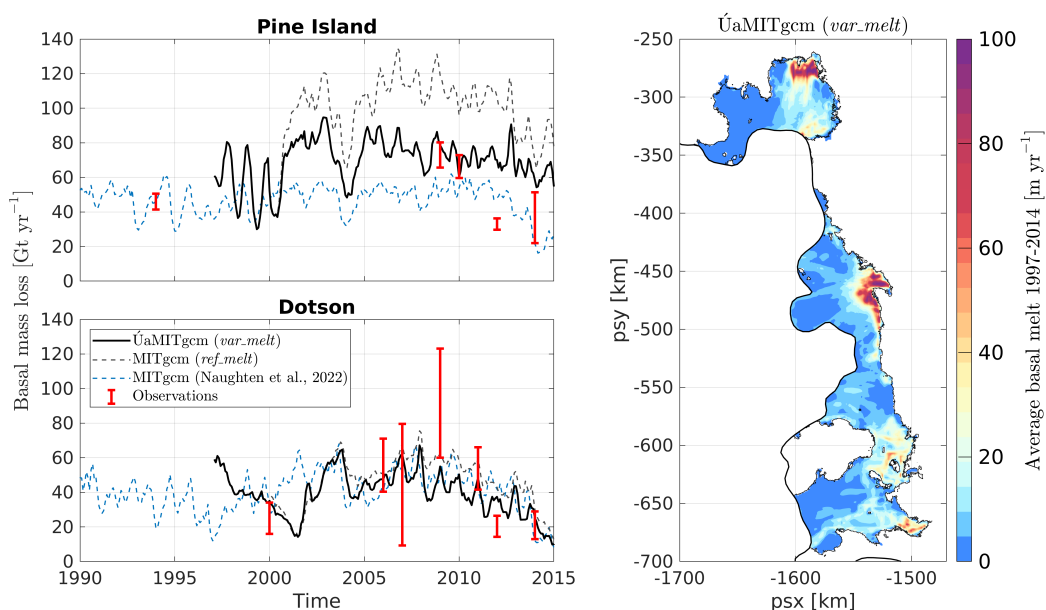 Pine Island
140
120
100
80
60
40
20
0
Dotson
140
120
100
80
60
40
20
0
ÚaMITgcm (var_melt)
MITgcm (ref_melt)
MITgcm (Naughten et al., 2022)
Observations
1990 1995 2000 2005 2010 2015
Time
Basal mass loss [Gt yr⁻¹]
ÚaMITgcm (var_melt)
-250
-300
-350
-400
-450
-500
-550
-600
-650
-700
psy [km]
-1700 -1600 -1500
psx [km]
100
80
60
40
20
0
Average basal melt 1997-2014 [m yr⁻¹]